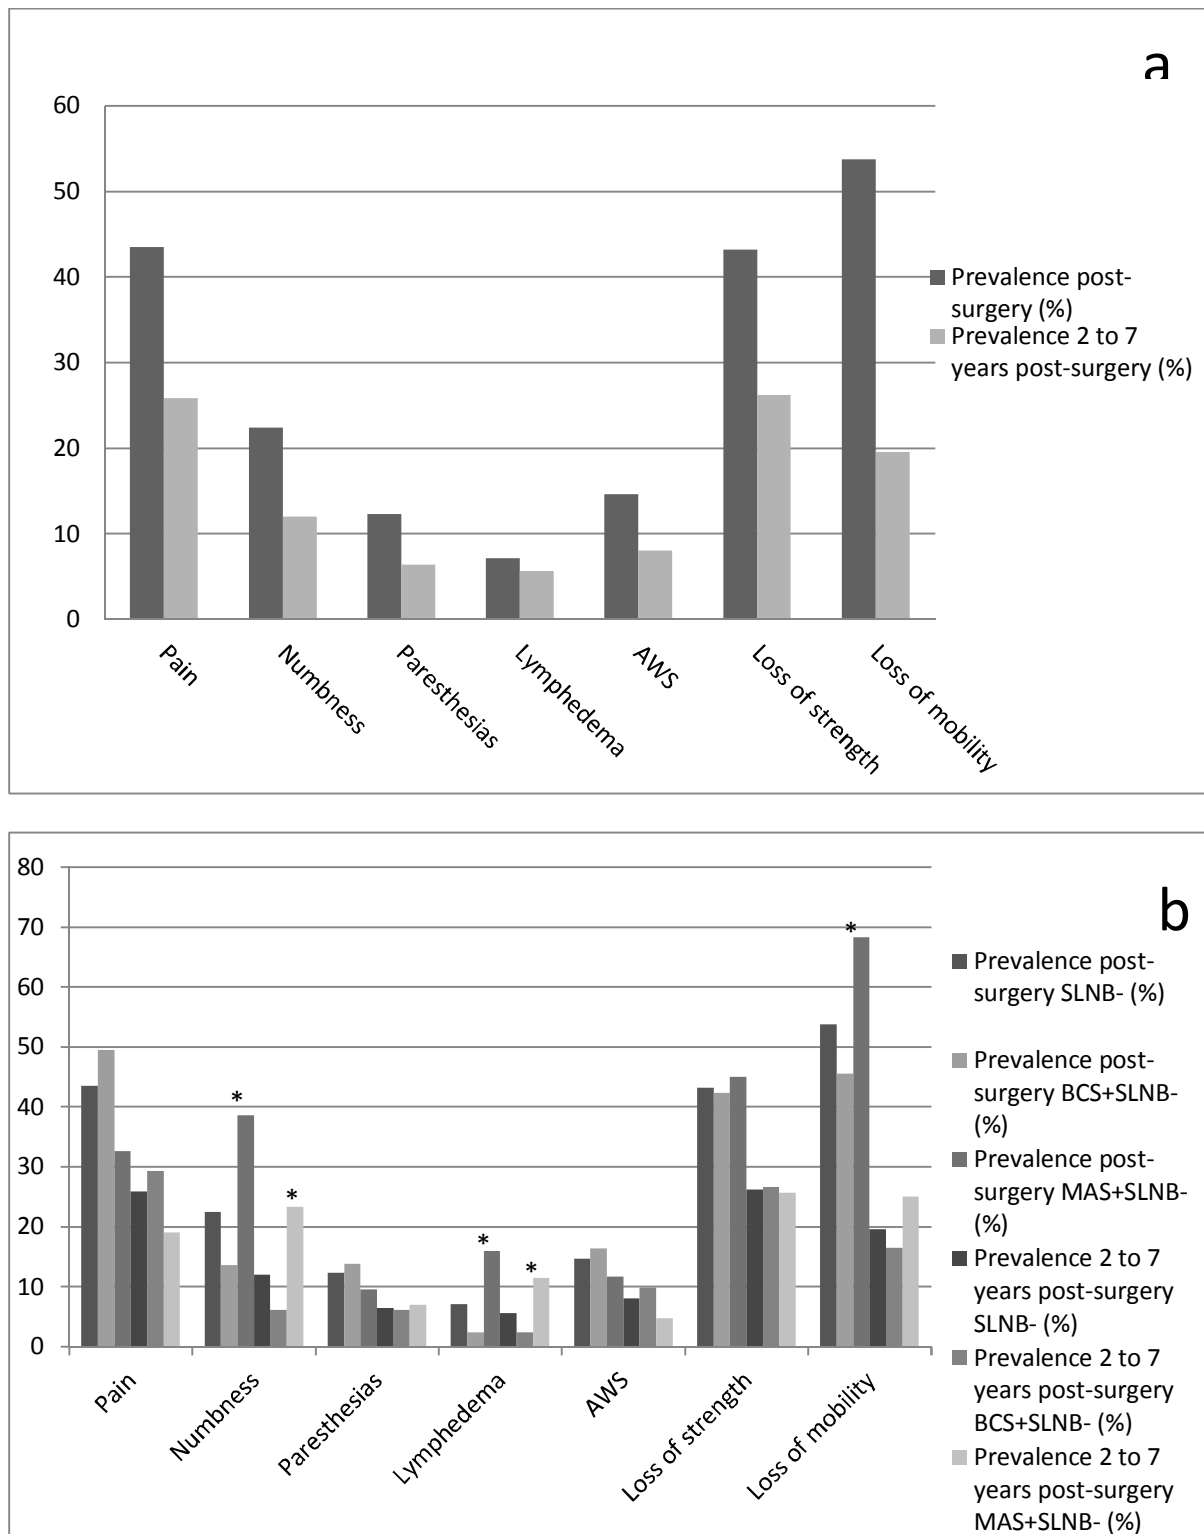 a
60
50
40
30
20
10
0
Prevalence post-
surgery (%)
Prevalence 2 to 7
years post-surgery (%)
Pain
Numbness
Paresthesias
Lymphedema
AWS
Loss of strength
Loss of mobility
b
80
70
60
50
40
30
20
10
0
*
*
*
*
*
Prevalence post-
surgery SLNB- (%)
Prevalence post-
surgery BCS+SLNB-
(%)
Prevalence post-
surgery MAS+SLNB-
(%)
Prevalence 2 to 7
years post-surgery
SLNB- (%)
Prevalence 2 to 7
years post-surgery
BCS+SLNB- (%)
Prevalence 2 to 7
years post-surgery
MAS+SLNB- (%)
Pain
Numbness
Paresthesias
Lymphedema
AWS
Loss of strength
Loss of mobility